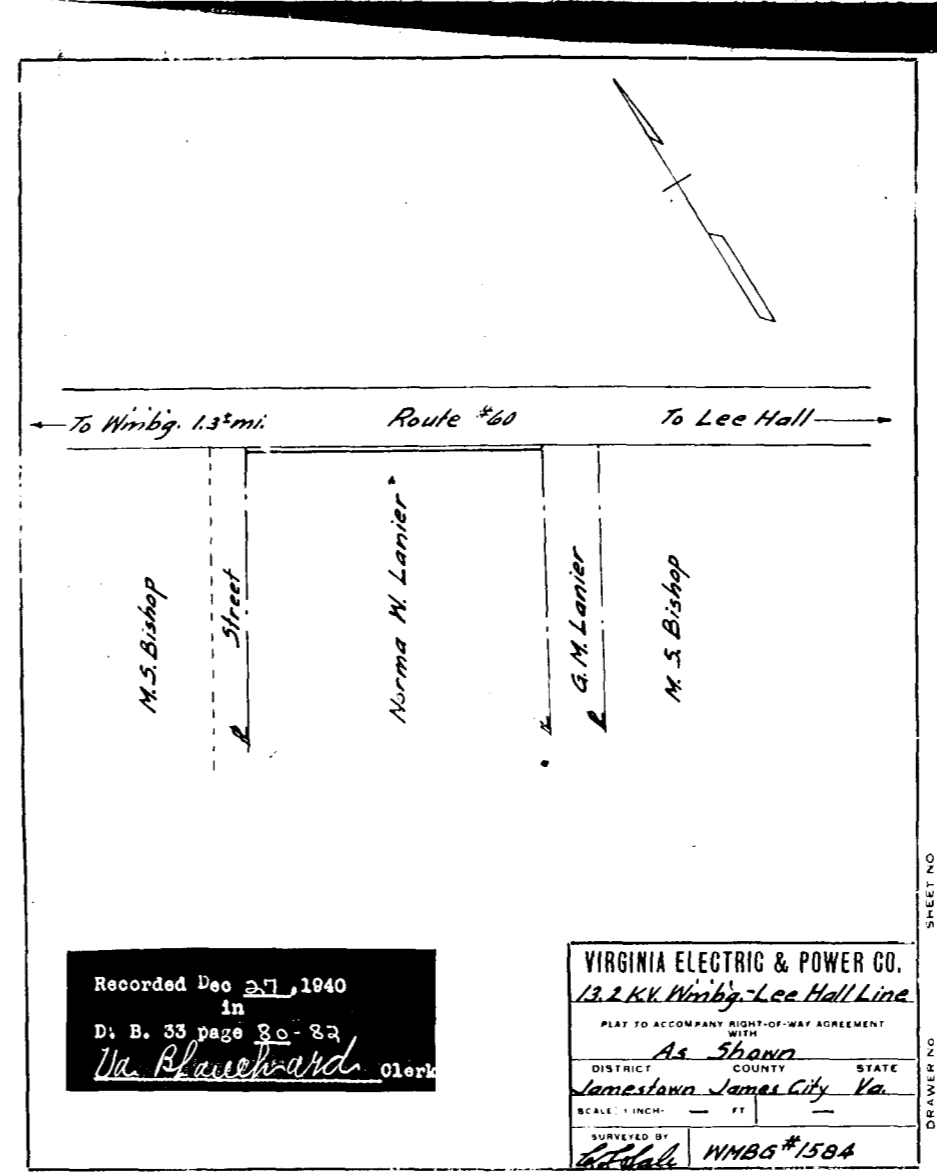 ← To Wmbg. 1.3± mi.
Route #60
To Lee Hall →
M.S. Bishop
Street
Norma W. Lanier
G.M. Lanier
M.S. Bishop
SHEET NO
DRAWER NO
Recorded Dec 27, 1940
in
D. B. 33 page 80-82
Va. Blanchard Clerk
VIRGINIA ELECTRIC & POWER CO.
13.2 KV. Wmbg.-Lee Hall Line
PLAT TO ACCOMPANY RIGHT-OF-WAY AGREEMENT
WITH
As Shown
DISTRICT COUNTY STATE
Jamestown James City Va.
SCALE: 1 INCH- — FT —
SURVEYED BY
WMBG #1584